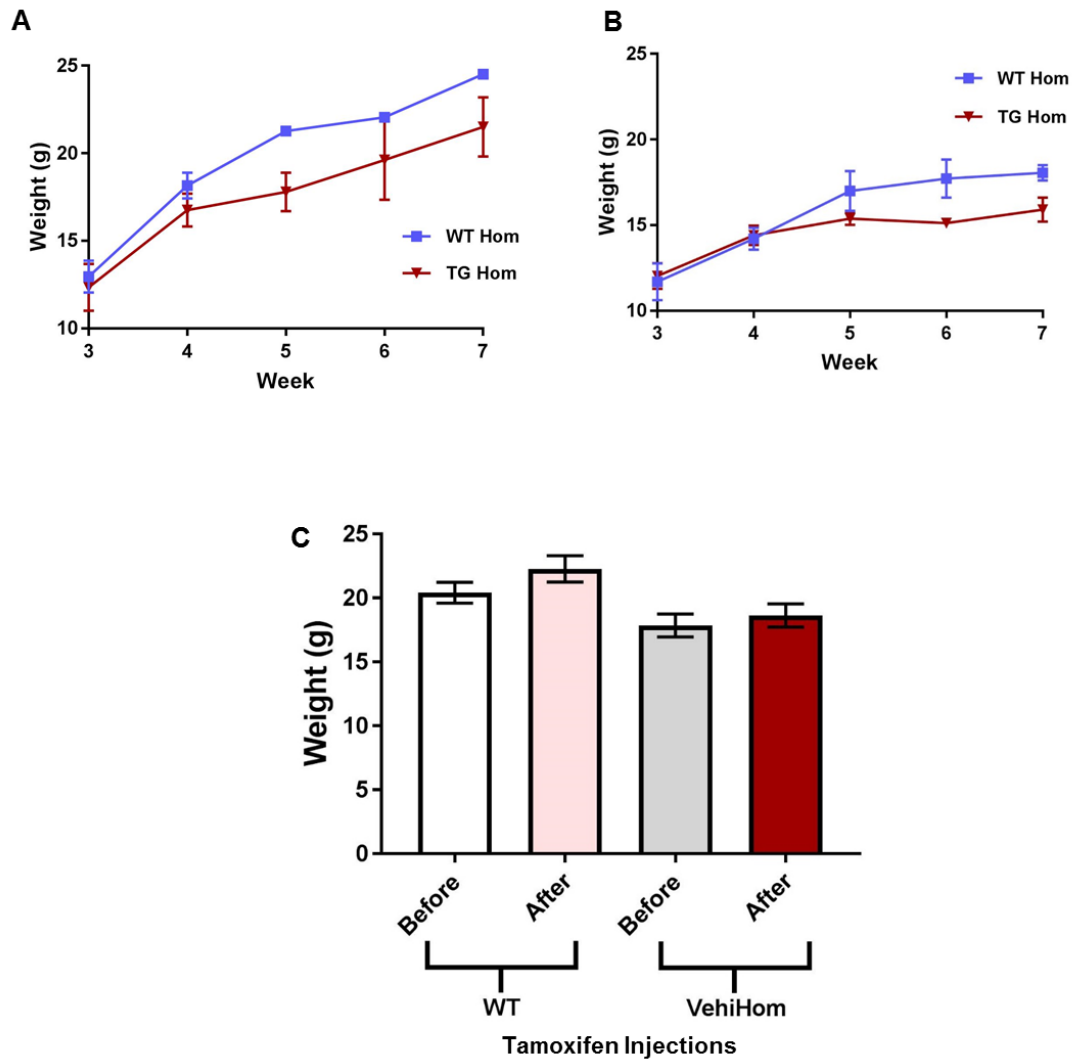 A
Weight (g)
25
20
15
10
3 4 5 6 7
Week
WT Hom
TG Hom
B
Weight (g)
25
20
15
10
3 4 5 6 7
Week
WT Hom
TG Hom
C
Weight (g)
25
20
15
10
5
0
Before After Before After
WT VehiHom
Tamoxifen Injections